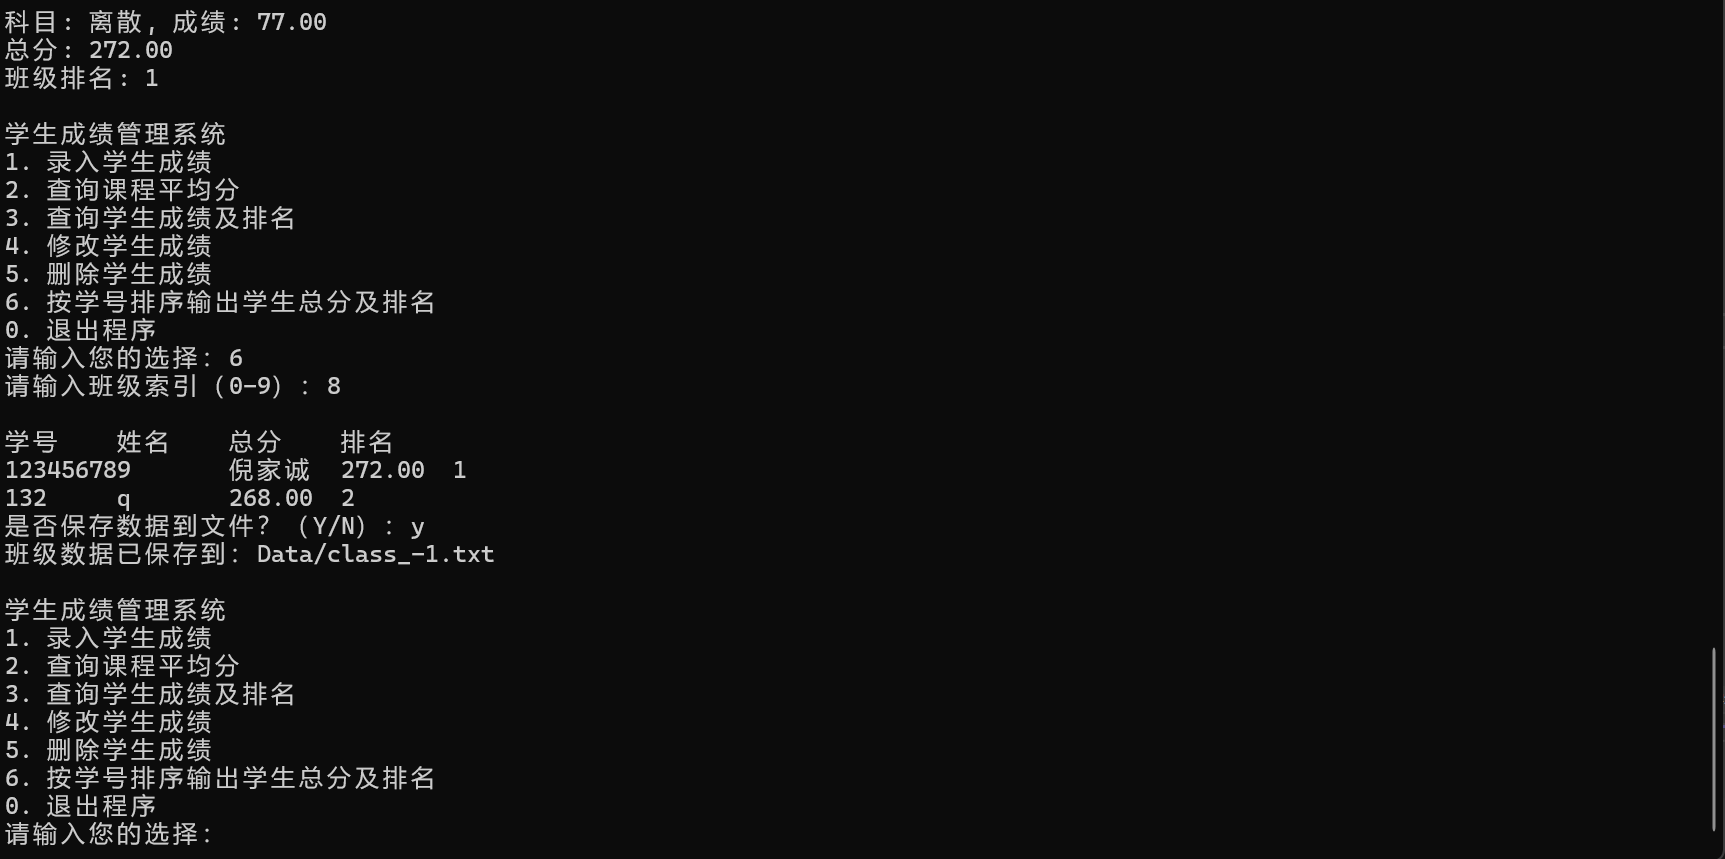 科目: 离散, 成绩: 77.00
总分: 272.00
班级排名: 1
学生成绩管理系统
1. 录入学生成绩
2. 查询课程平均分
3. 查询学生成绩及排名
4. 修改学生成绩
5. 删除学生成绩
6. 按学号排序输出学生总分及排名
0. 退出程序
请输入您的选择: 6
请输入班级索引（0-9）: 8
学号 姓名 总分 排名
123456789 倪家诚 272.00 1
132 q 268.00 2
是否保存数据到文件？（Y/N）: y
班级数据已保存到: Data/class_-1.txt
学生成绩管理系统
1. 录入学生成绩
2. 查询课程平均分
3. 查询学生成绩及排名
4. 修改学生成绩
5. 删除学生成绩
6. 按学号排序输出学生总分及排名
0. 退出程序
请输入您的选择: